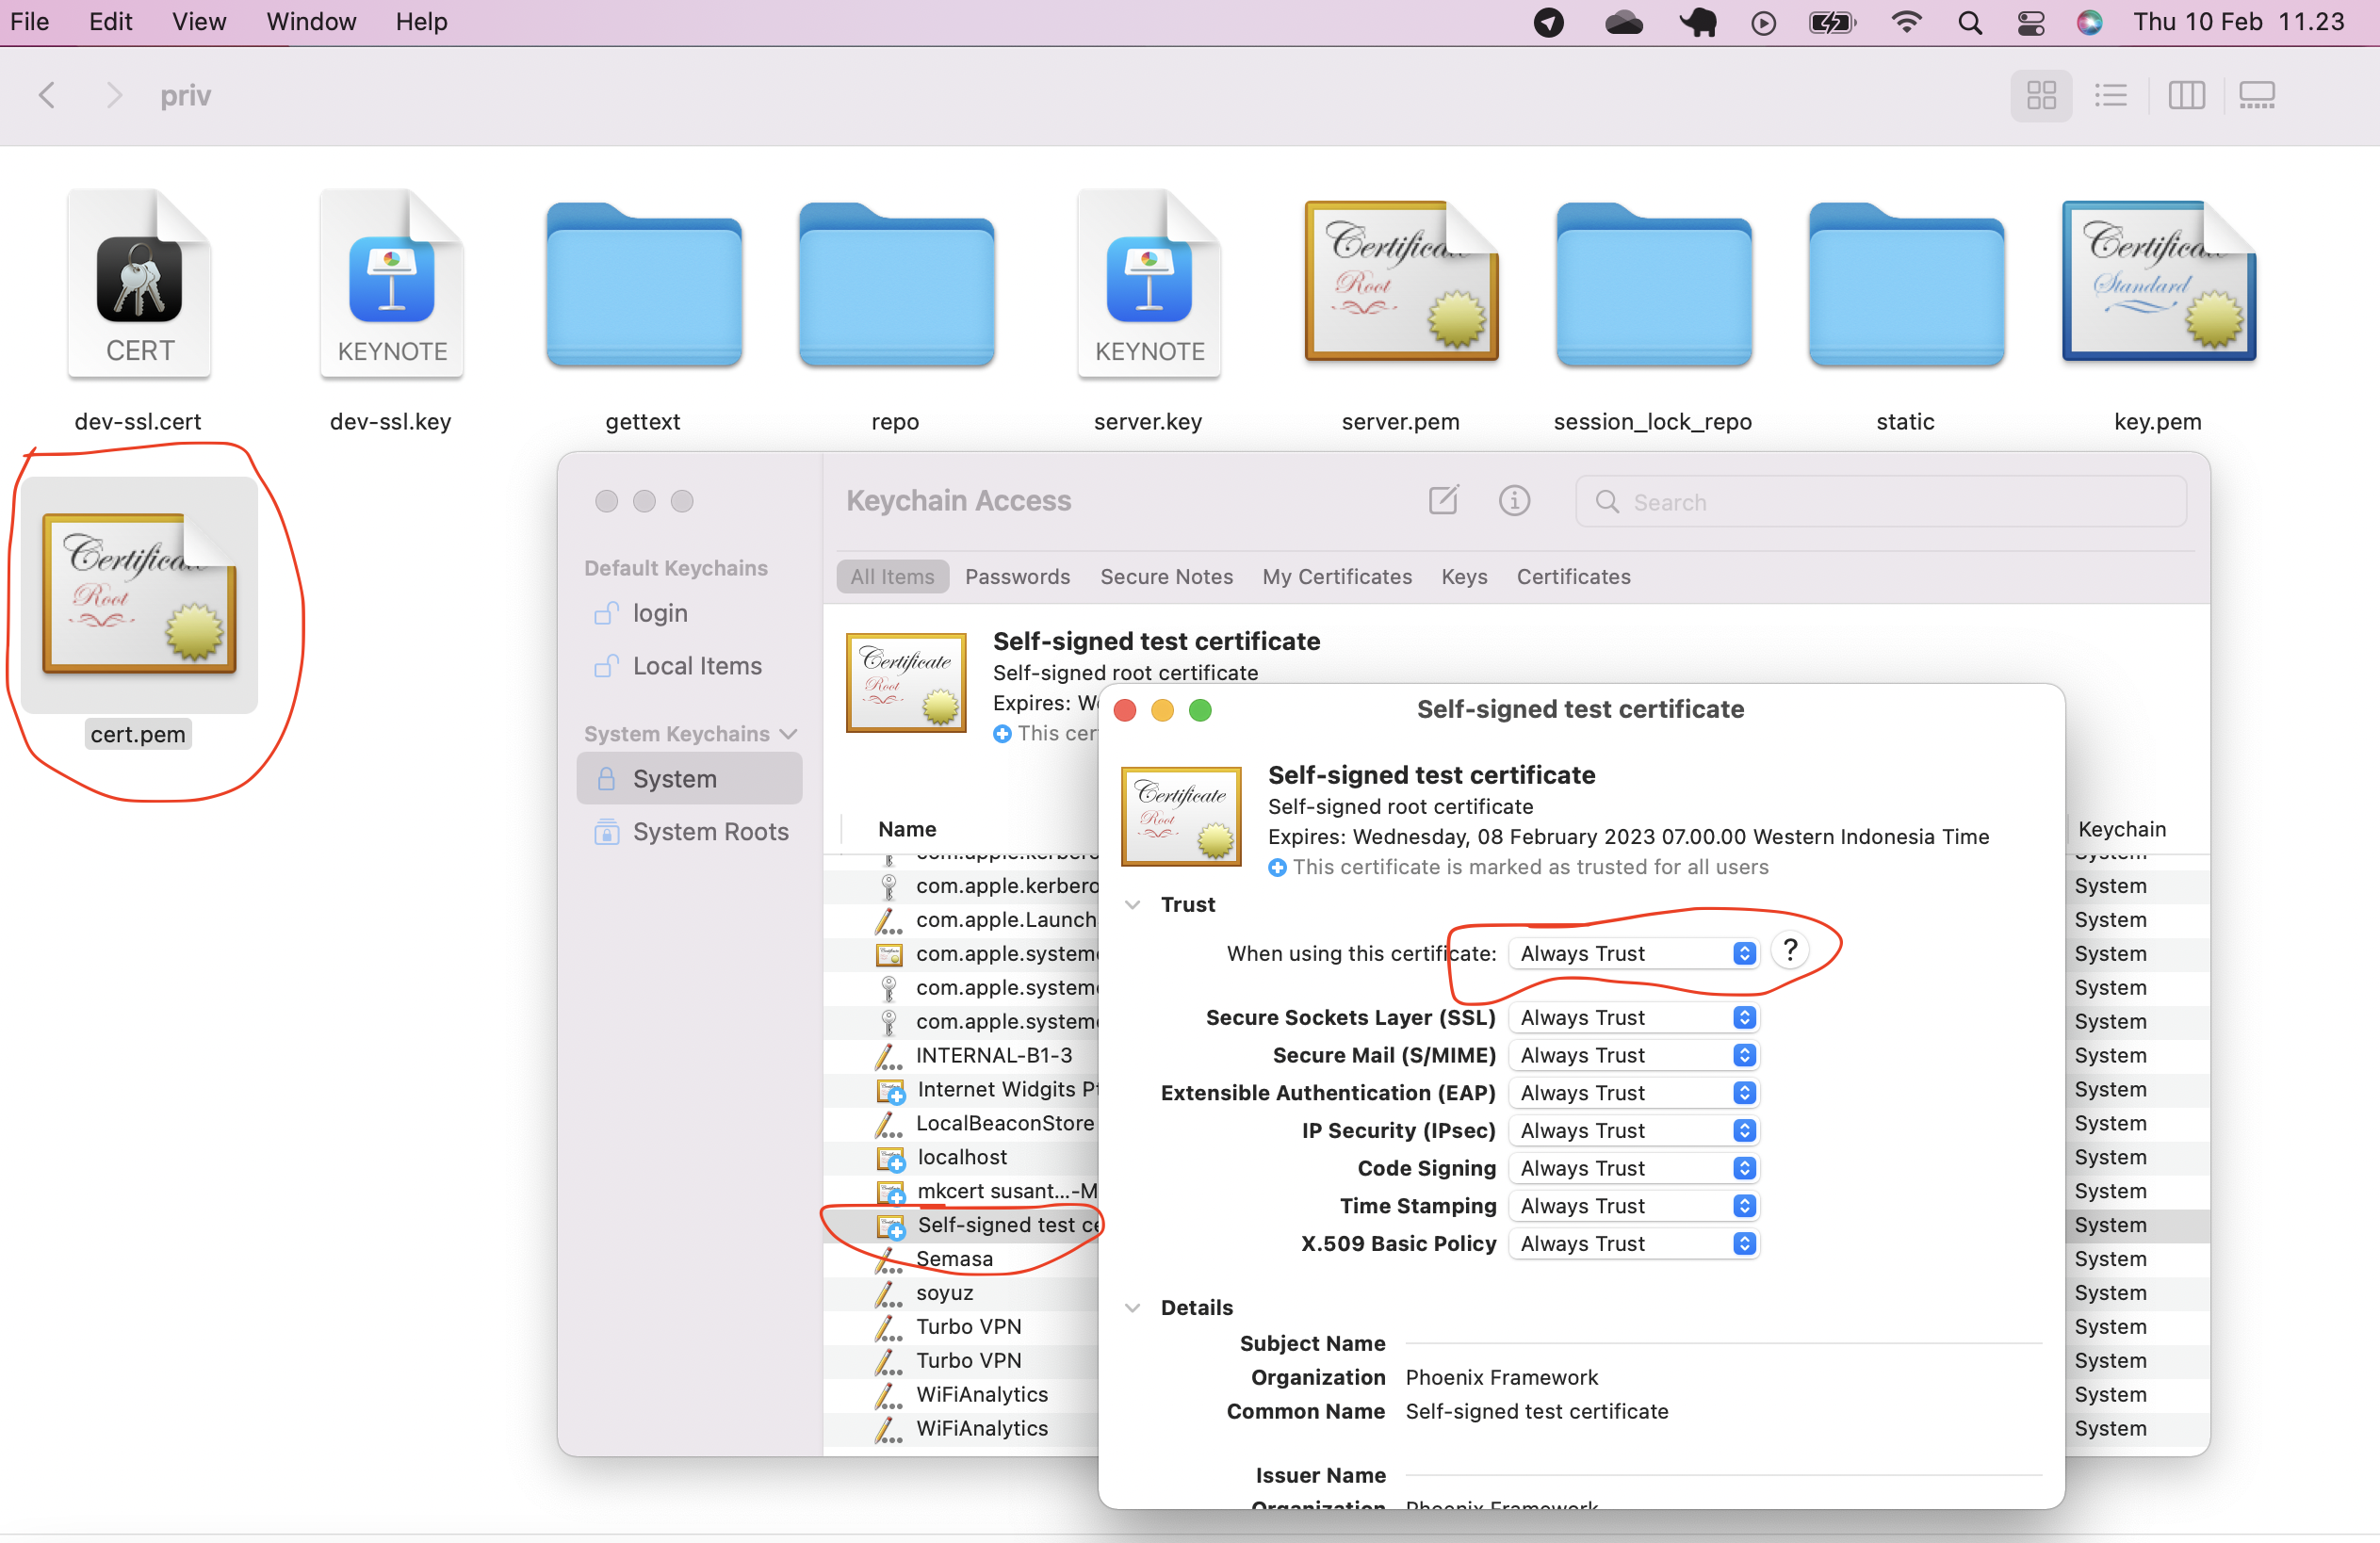 File Edit View Window Help Thu 10 Feb 11.23
priv
CERT KEYNOTE KEYNOTE Certificate Root Certificate Standard
dev-ssl.cert dev-ssl.key gettext repo server.key server.pem session_lock_repo static key.pem
Certificate Root
cert.pem
Keychain Access Search
Default Keychains
login
Local Items
System Keychains
System
System Roots
All Items Passwords Secure Notes My Certificates Keys Certificates
Certificate Root
Self-signed test certificate
Self-signed root certificate
Expires: We
This cer
Name Keychain
com.apple.kerbero System
com.apple.Launch System
com.apple.system System
com.apple.system System
com.apple.system System
INTERNAL-B1-3 System
Internet Widgits Pt System
LocalBeaconStore System
localhost System
mkcert susant...-M System
Self-signed test ce System
Semasa System
soyuz System
Turbo VPN System
Turbo VPN System
WiFiAnalytics System
WiFiAnalytics System
Self-signed test certificate
Certificate Root
Self-signed test certificate
Self-signed root certificate
Expires: Wednesday, 08 February 2023 07.00.00 Western Indonesia Time
This certificate is marked as trusted for all users
Trust
When using this certificate: Always Trust ?
Secure Sockets Layer (SSL) Always Trust
Secure Mail (S/MIME) Always Trust
Extensible Authentication (EAP) Always Trust
IP Security (IPsec) Always Trust
Code Signing Always Trust
Time Stamping Always Trust
X.509 Basic Policy Always Trust
Details
Subject Name
Organization Phoenix Framework
Common Name Self-signed test certificate
Issuer Name
Organization Phoenix Framework